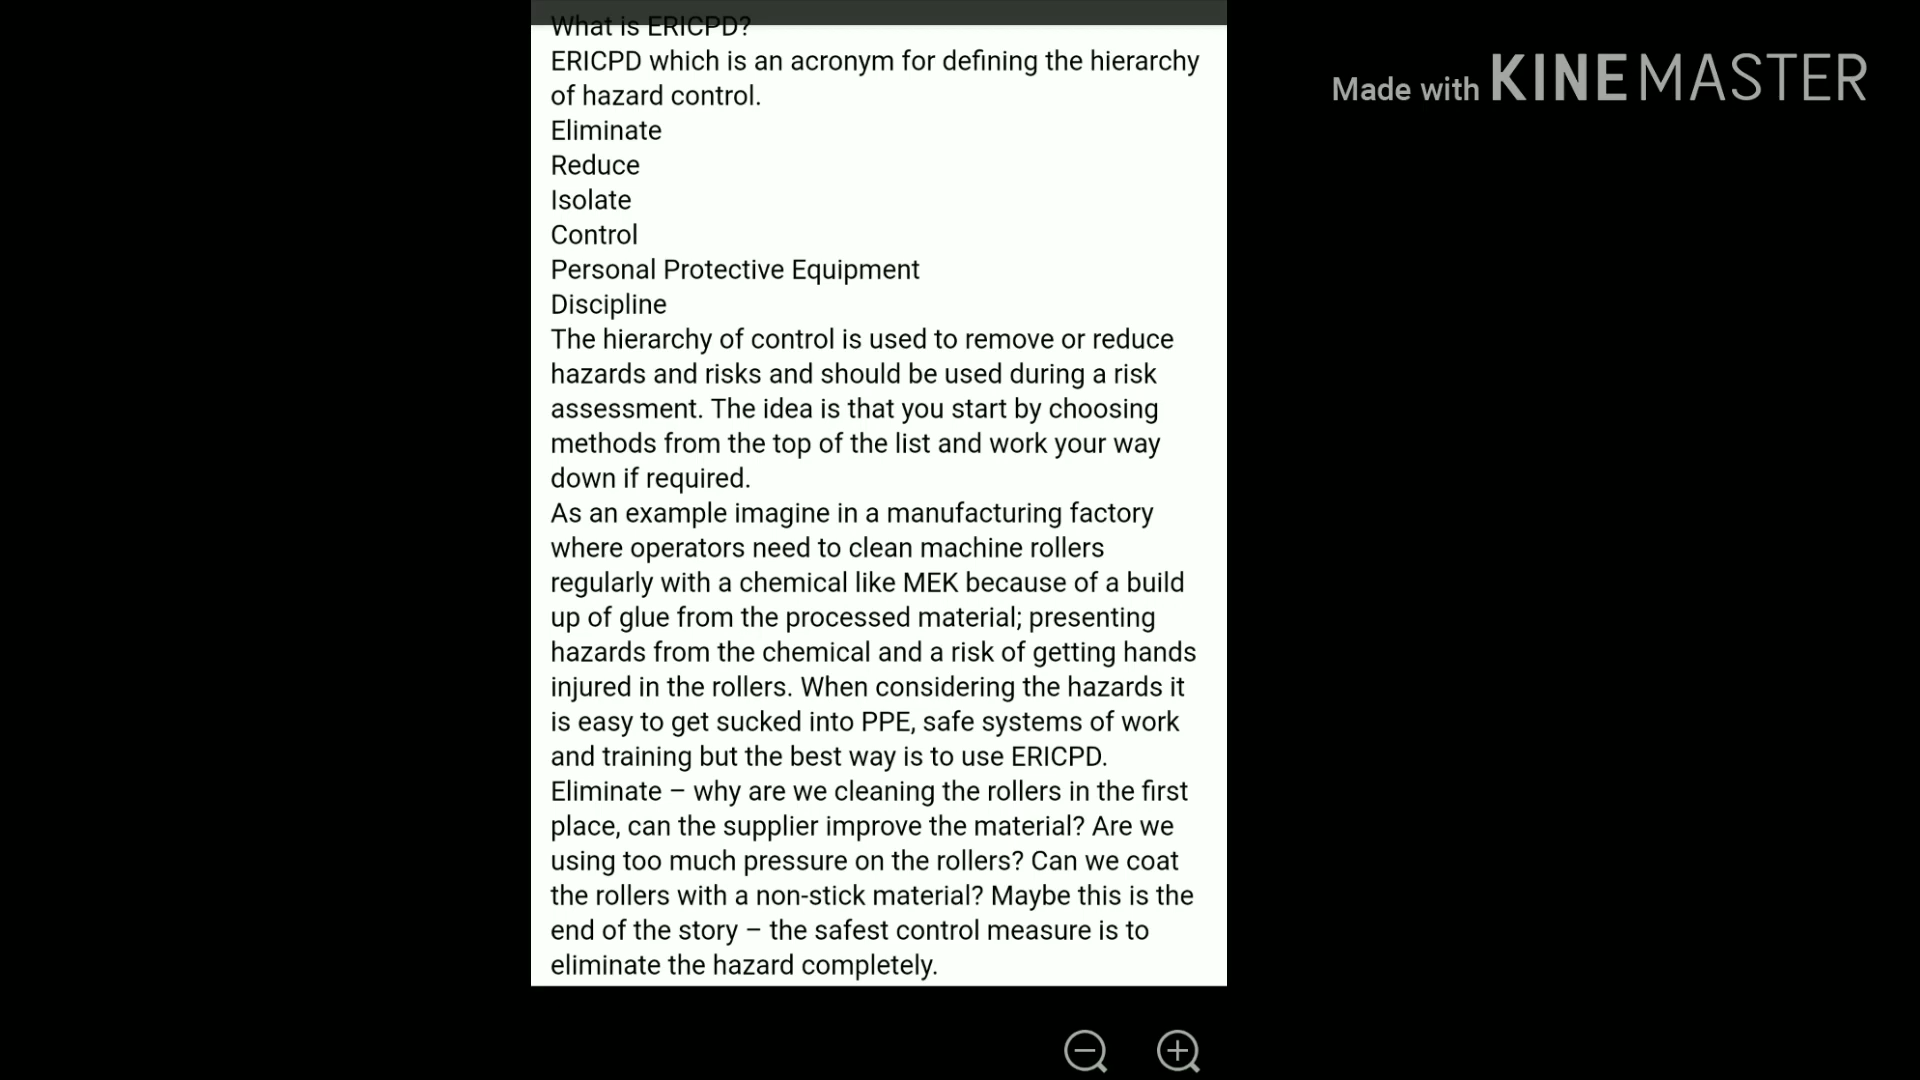 What is ERICPD?
ERICPD which is an acronym for defining the hierarchy
of hazard control.
Eliminate
Reduce
Isolate
Control
Personal Protective Equipment
Discipline
The hierarchy of control is used to remove or reduce
hazards and risks and should be used during a risk
assessment. The idea is that you start by choosing
methods from the top of the list and work your way
down if required.
As an example imagine in a manufacturing factory
where operators need to clean machine rollers
regularly with a chemical like MEK because of a build
up of glue from the processed material; presenting
hazards from the chemical and a risk of getting hands
injured in the rollers. When considering the hazards it
is easy to get sucked into PPE, safe systems of work
and training but the best way is to use ERICPD.
Eliminate – why are we cleaning the rollers in the first
place, can the supplier improve the material? Are we
using too much pressure on the rollers? Can we coat
the rollers with a non-stick material? Maybe this is the
end of the story – the safest control measure is to
eliminate the hazard completely.
Made with KINEMASTER